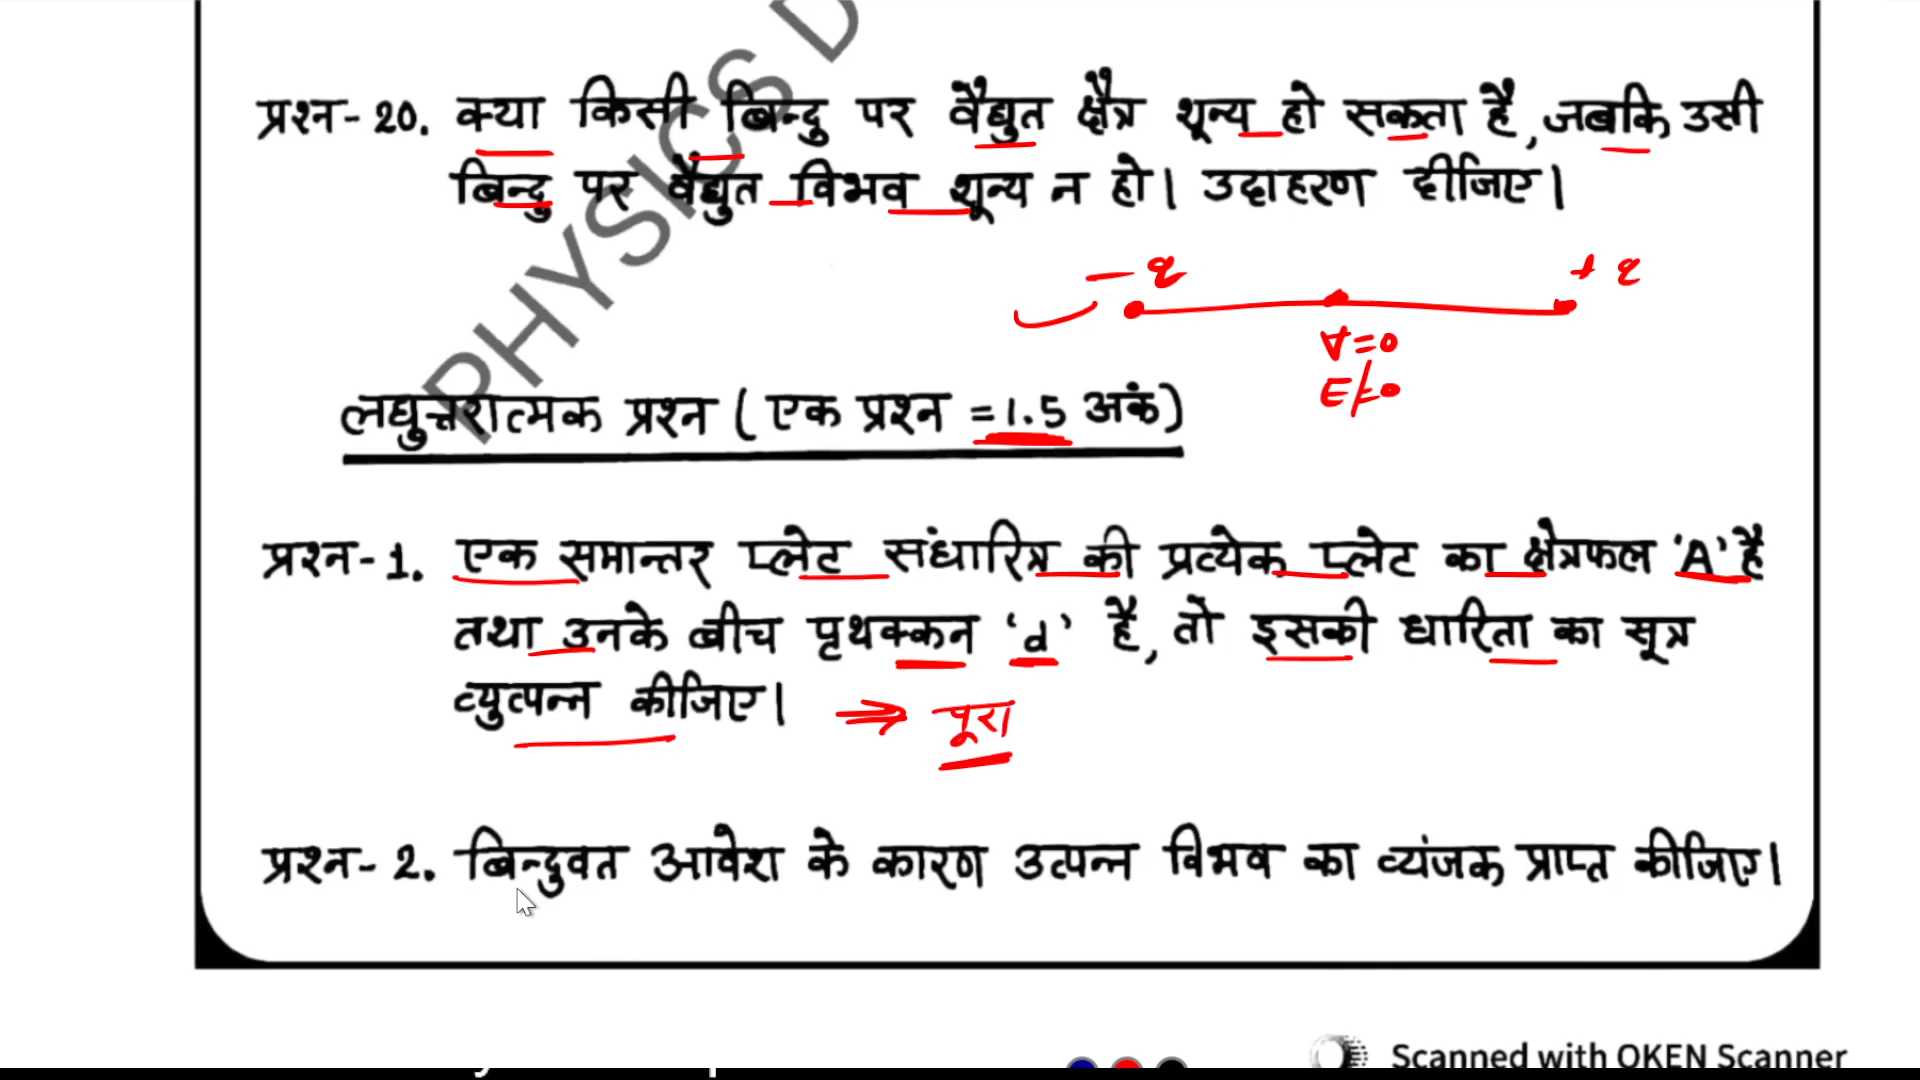 PHYSICS D
प्रश्न-20. क्या किसी बिन्दु पर वैद्युत क्षैत्र शून्य हो सकता है, जबकि उसी
बिन्दु पर वैद्युत विभव शून्य न हो। उदाहरण दीजिए।
- q + q
V=0
E≠0
लघुत्तरात्मक प्रश्न (एक प्रश्न =1.5 अंक)
प्रश्न-1. एक समान्तर प्लेट संधारित्र की प्रत्येक प्लेट का क्षैत्रफल 'A' है
तथा उनके बीच पृथक्कन 'd' है, तो इसकी धारिता का सूत्र
व्युत्पन्न कीजिए। ⇒ पूरा
प्रश्न-2. बिन्दुवत आवेश के कारण उत्पन्न विभव का व्यंजक प्राप्त कीजिए।
Scanned with OKEN Scanner